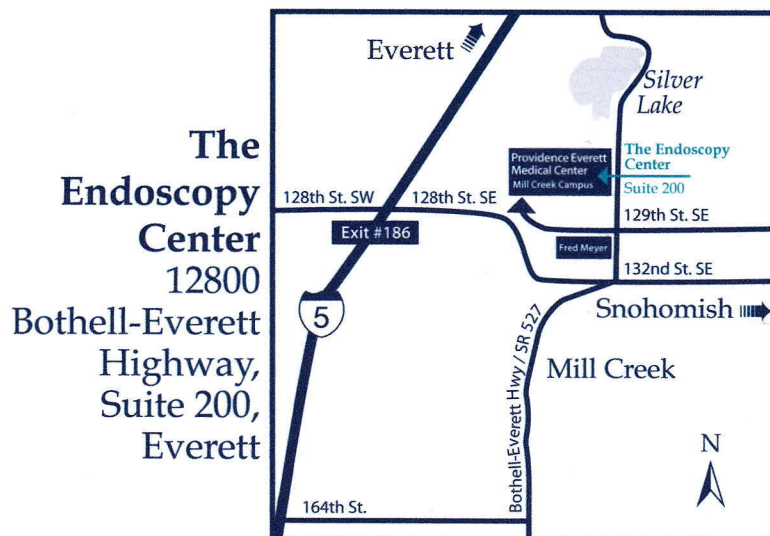 The
Endoscopy
Center
12800
Bothell-Everett
Highway,
Suite 200,
Everett
Everett
Silver
Lake
Providence Everett
Medical Center
Mill Creek Campus
The Endoscopy
Center
Suite 200
128th St. SW
128th St. SE
129th St. SE
Exit #186
Fred Meyer
132nd St. SE
5
Snohomish
Bothell-Everett Hwy / SR 527
Mill Creek
N
164th St.